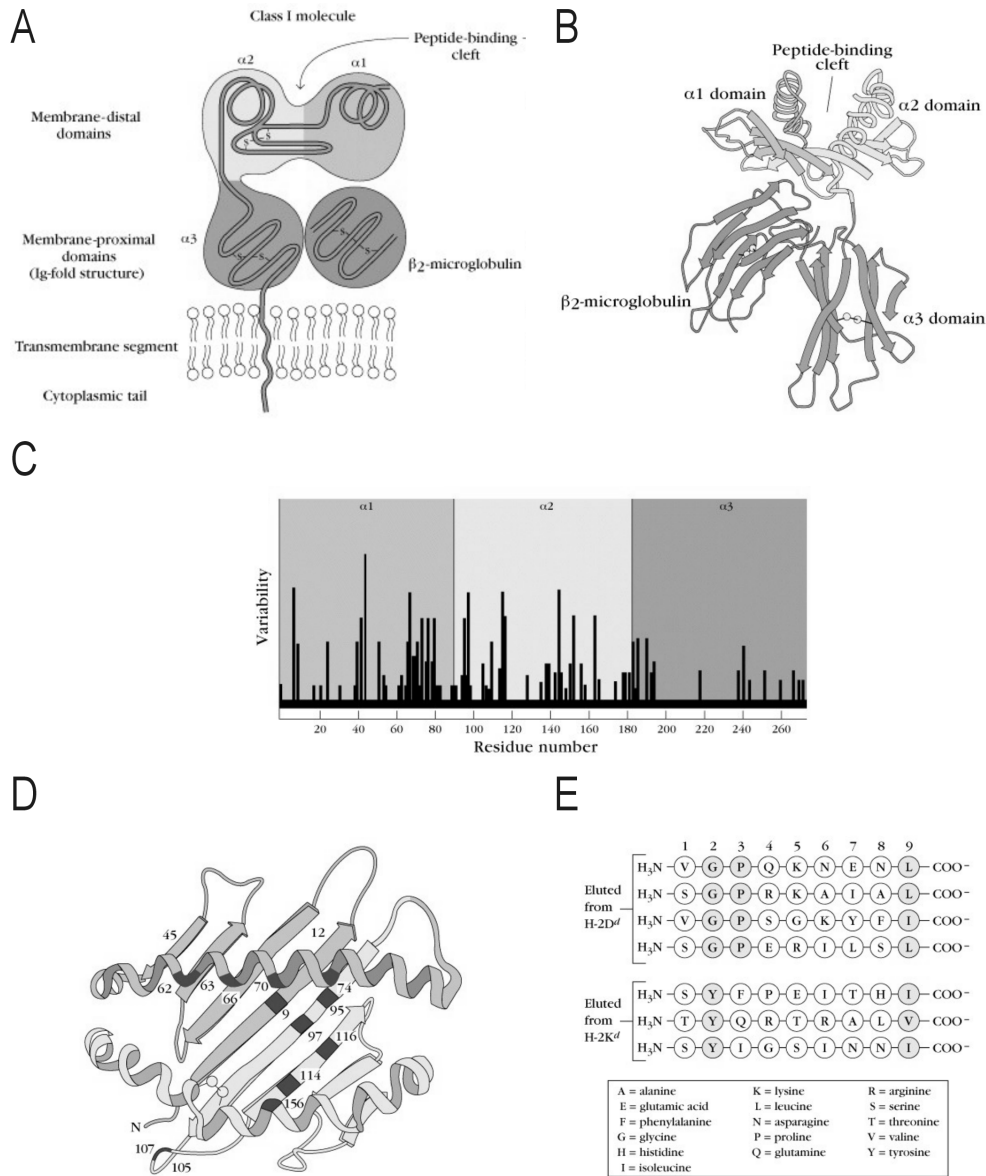 A
Class I molecule
Peptide-binding
cleft
α2
α1
Membrane-distal
domains
S
S
Membrane-proximal
domains
(Ig-fold structure)
α3
S
S
S
S
β2-microglobulin
Transmembrane segment
Cytoplasmic tail
B
Peptide-binding
cleft
α1 domain
α2 domain
β2-microglobulin
α3 domain
C
α1
α2
α3
Variability
20 40 60 80 100 120 140 160 180 200 220 240 260
Residue number
D
45
12
62
63
66
70
74
9
95
97
116
114
156
N
107
105
E
1 2 3 4 5 6 7 8 9
Eluted
from
H-2Dᵈ
H₃N V G P Q K N E N L COO⁻
H₃N S G P R K A I A L COO⁻
H₃N V G P S G K Y F I COO⁻
H₃N S G P E R I L S L COO⁻
Eluted
from
H-2Kᵈ
H₃N S Y F P E I T H I COO⁻
H₃N T Y Q R T R A L V COO⁻
H₃N S Y I G S I N N I COO⁻
A = alanine K = lysine R = arginine
E = glutamic acid L = leucine S = serine
F = phenylalanine N = asparagine T = threonine
G = glycine P = proline V = valine
H = histidine Q = glutamine Y = tyrosine
I = isoleucine